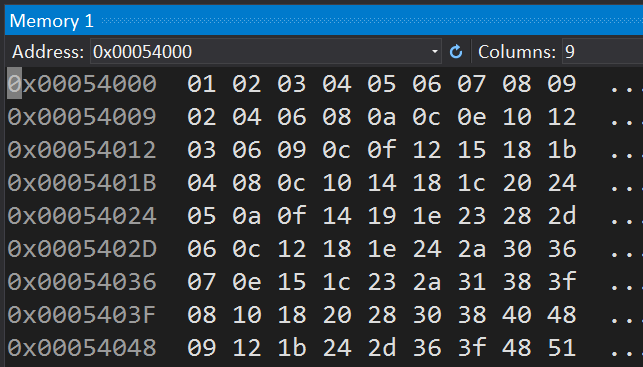 Memory 1
Address: 0x00054000 Columns: 9
0x00054000 01 02 03 04 05 06 07 08 09 ...
0x00054009 02 04 06 08 0a 0c 0e 10 12 ...
0x00054012 03 06 09 0c 0f 12 15 18 1b ...
0x0005401B 04 08 0c 10 14 18 1c 20 24 ...
0x00054024 05 0a 0f 14 19 1e 23 28 2d ...
0x0005402D 06 0c 12 18 1e 24 2a 30 36 ...
0x00054036 07 0e 15 1c 23 2a 31 38 3f ...
0x0005403F 08 10 18 20 28 30 38 40 48 ...
0x00054048 09 12 1b 24 2d 36 3f 48 51 ...